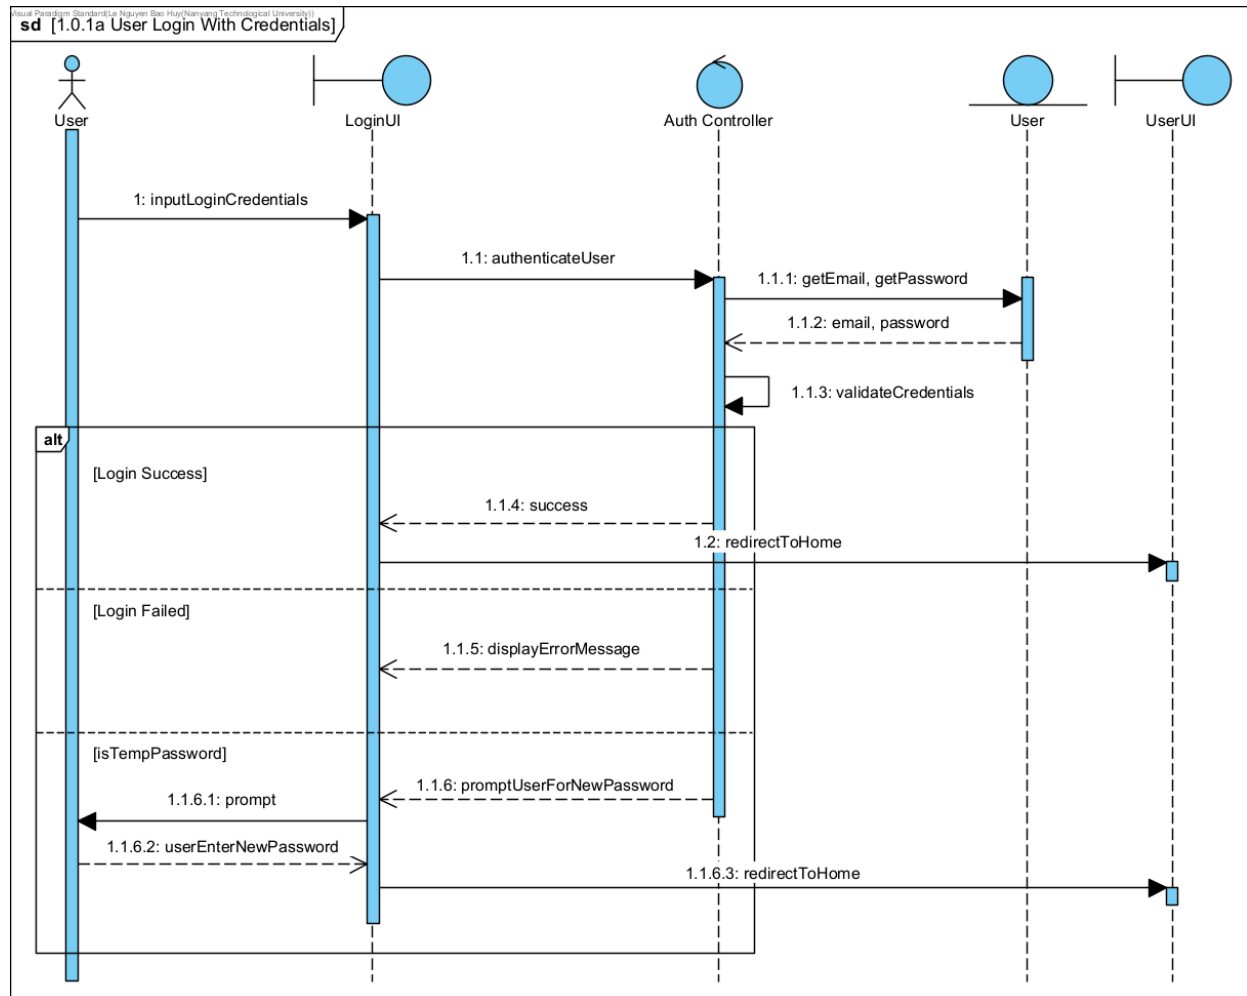 Visual Paradigm Standard(Le Nguyen Bao Huy(Nanyang Technological University))
sd [1.0.1a User Login With Credentials]
User
LoginUI
Auth Controller
User
UserUI
1: inputLoginCredentials
1.1: authenticateUser
1.1.1: getEmail, getPassword
1.1.2: email, password
1.1.3: validateCredentials
alt
[Login Success]
1.1.4: success
1.2: redirectToHome
[Login Failed]
1.1.5: displayErrorMessage
[isTempPassword]
1.1.6: promptUserForNewPassword
1.1.6.1: prompt
1.1.6.2: userEnterNewPassword
1.1.6.3: redirectToHome